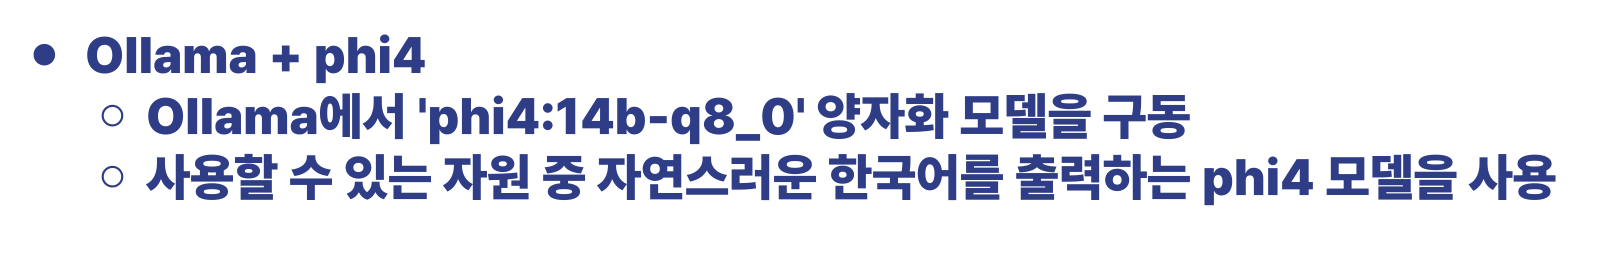 ● Ollama + phi4
○ Ollama에서 'phi4:14b-q8_0' 양자화 모델을 구동
○ 사용할 수 있는 자원 중 자연스러운 한국어를 출력하는 phi4 모델을 사용